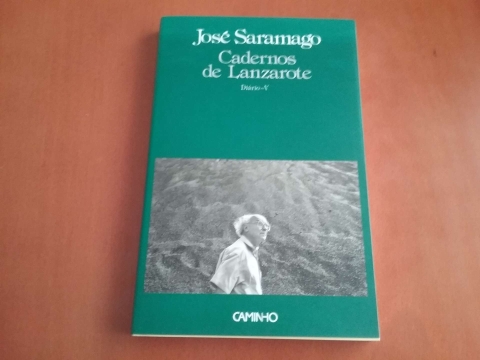 José Saramago
Cadernos
de Lanzarote
Diário-V
CAMINHO